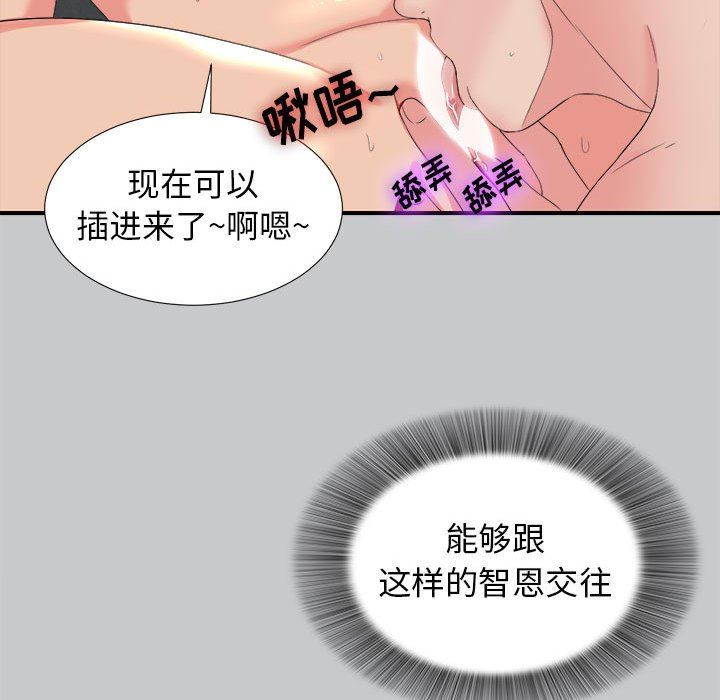 啾唔~
舔弄
舔弄
现在可以
插进来了~啊嗯~
能够跟
这样的智恩交往